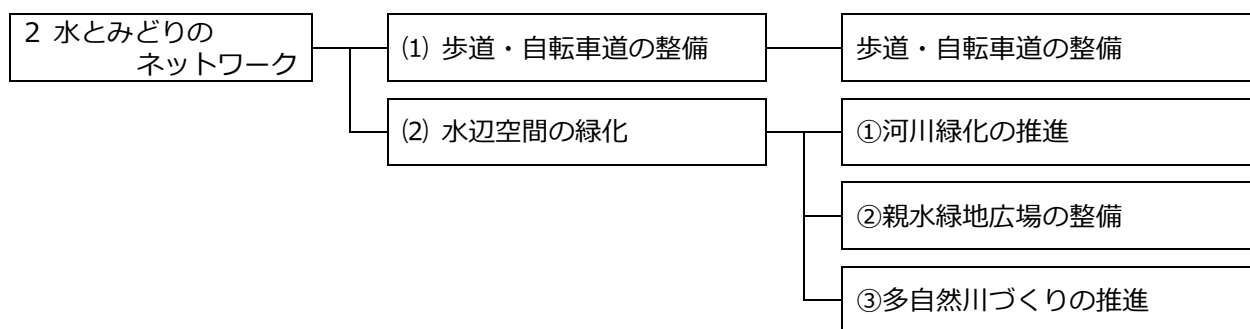 2 水とみどりの
ネットワーク
⑴ 歩道・自転車道の整備
歩道・自転車道の整備
⑵ 水辺空間の緑化
①河川緑化の推進
②親水緑地広場の整備
③多自然川づくりの推進